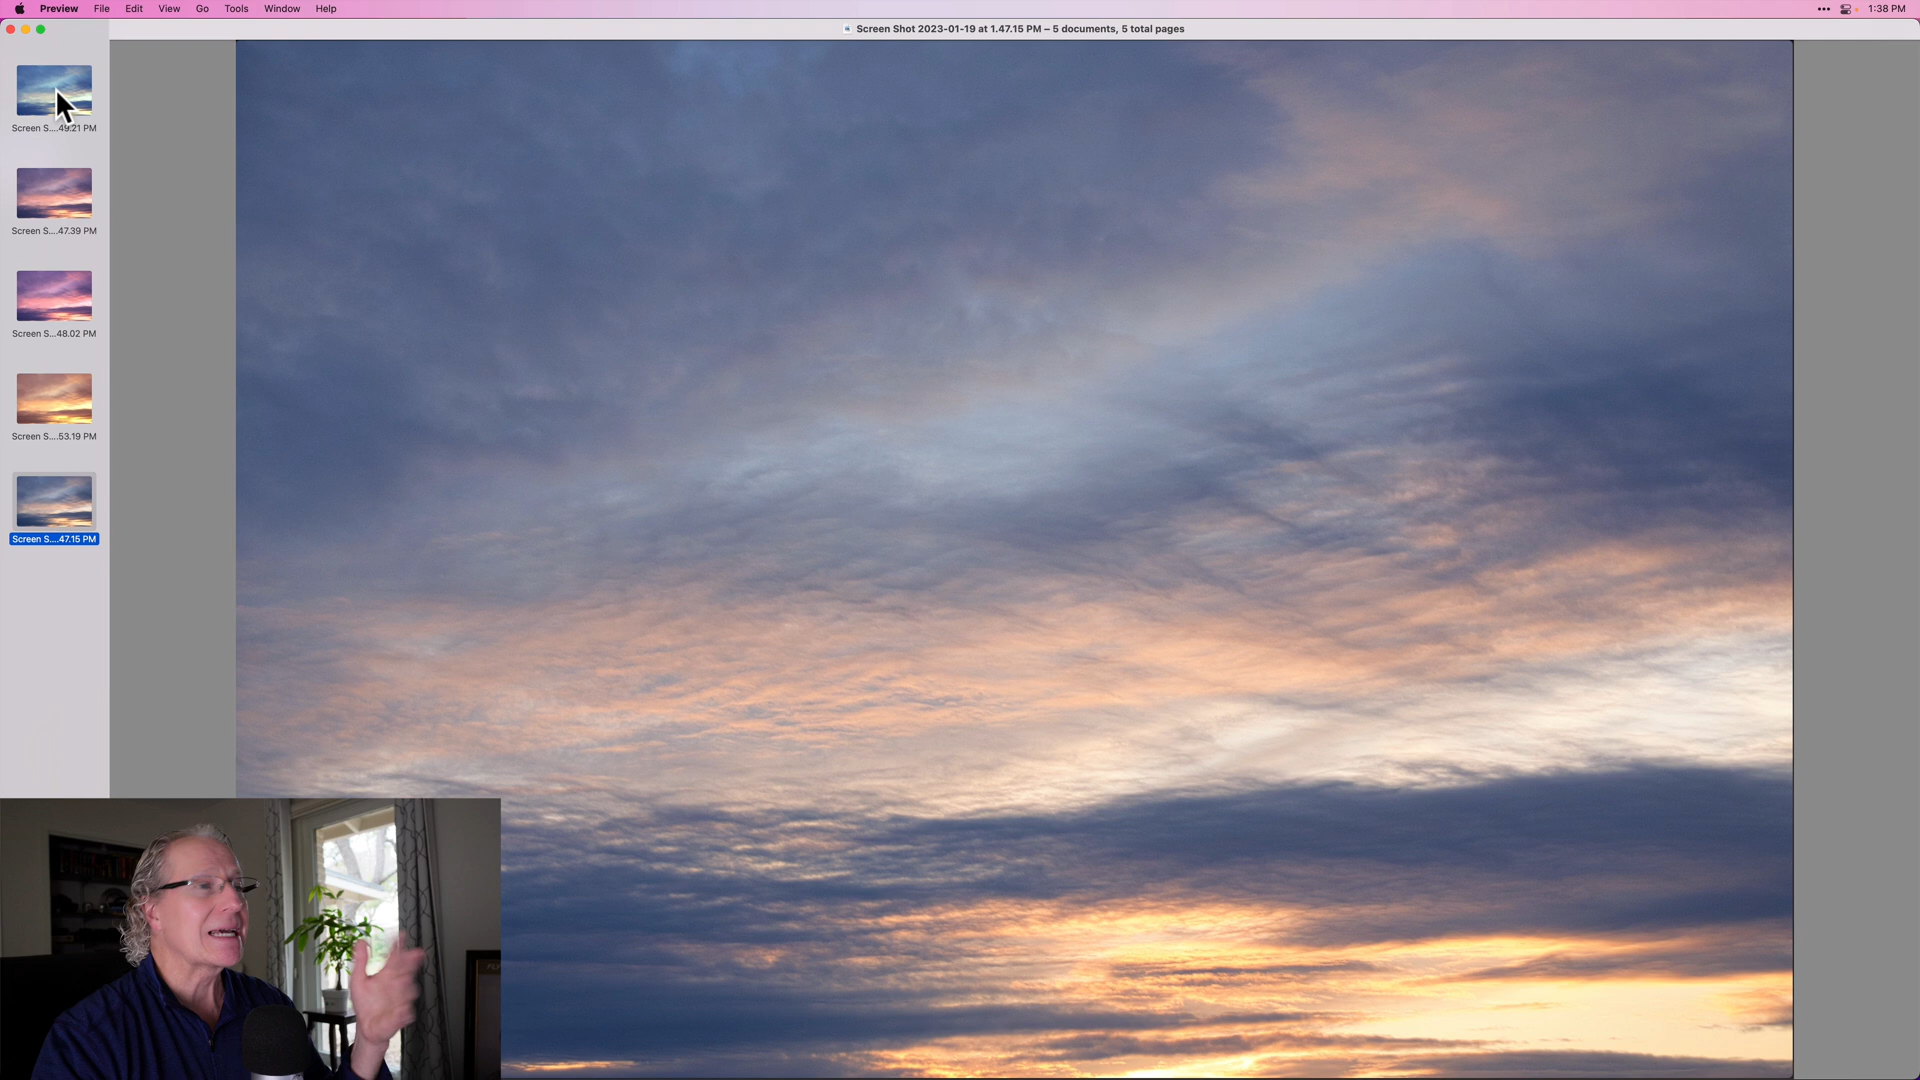 Preview File Edit View Go Tools Window Help ••• 1:38 PM
Screen Shot 2023-01-19 at 1.47.15 PM – 5 documents, 5 total pages
Screen S....49.21 PM
Screen S....47.39 PM
Screen S...48.02 PM
Screen S....53.19 PM
Screen S....47.15 PM